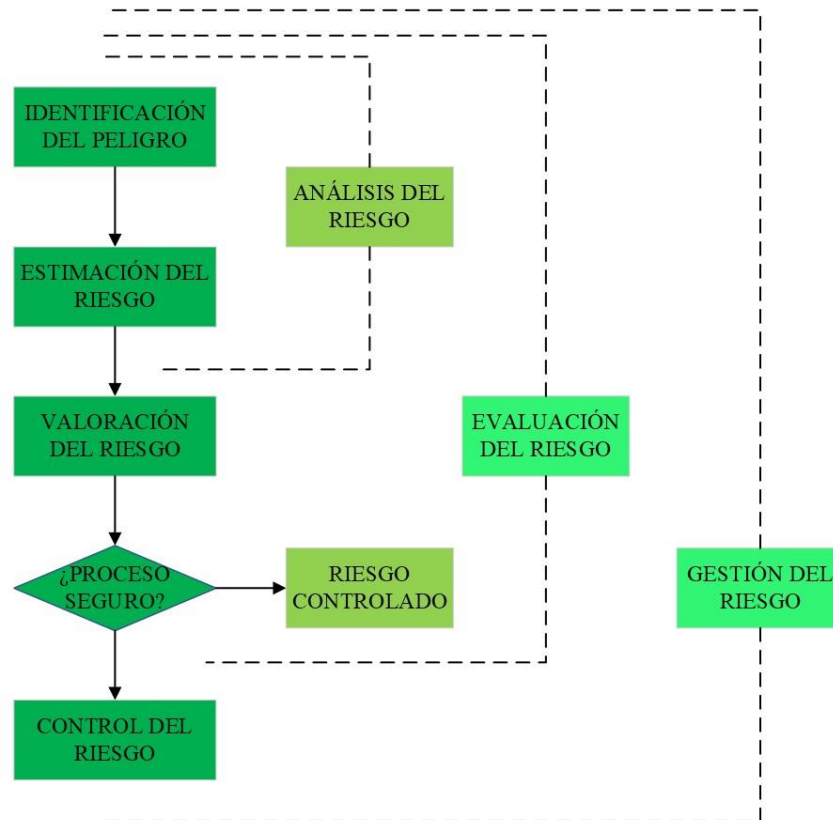 IDENTIFICACIÓN
DEL PELIGRO
ANÁLISIS DEL
RIESGO
ESTIMACIÓN DEL
RIESGO
VALORACIÓN
DEL RIESGO
EVALUACIÓN
DEL RIESGO
¿PROCESO
SEGURO?
RIESGO
CONTROLADO
GESTIÓN DEL
RIESGO
CONTROL DEL
RIESGO